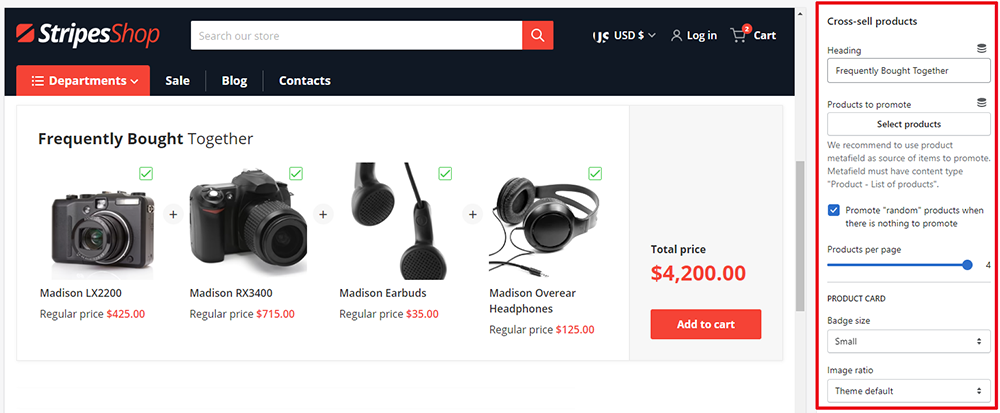 StripesShop
Search our store
USD $
Log in
2
Cart
Departments
Sale
Blog
Contacts
Frequently Bought Together
+
+
+
Madison LX2200
Regular price $425.00
Madison RX3400
Regular price $715.00
Madison Earbuds
Regular price $35.00
Madison Overear
Headphones
Regular price $125.00
Total price
$4,200.00
Add to cart
Cross-sell products
Heading
Frequently Bought Together
Products to promote
Select products
We recommend to use product
metafield as source of items to promote.
Metafield must have content type
"Product - List of products".
Promote "random" products when
there is nothing to promote
Products per page
4
PRODUCT CARD
Badge size
Small
Image ratio
Theme default